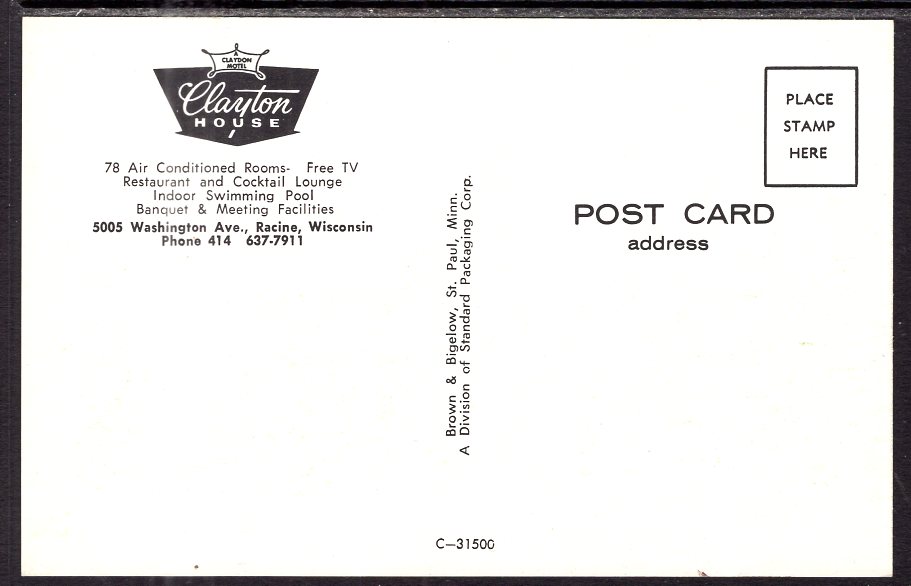 A
CLAYDON
MOTEL
Clayton
HOUSE
78 Air Conditioned Rooms- Free TV
Restaurant and Cocktail Lounge
Indoor Swimming Pool
Banquet & Meeting Facilities
5005 Washington Ave., Racine, Wisconsin
Phone 414 637-7911
Brown & Bigelow, St. Paul, Minn.
A Division of Standard Packaging Corp.
PLACE
STAMP
HERE
POST CARD
address
C-31500